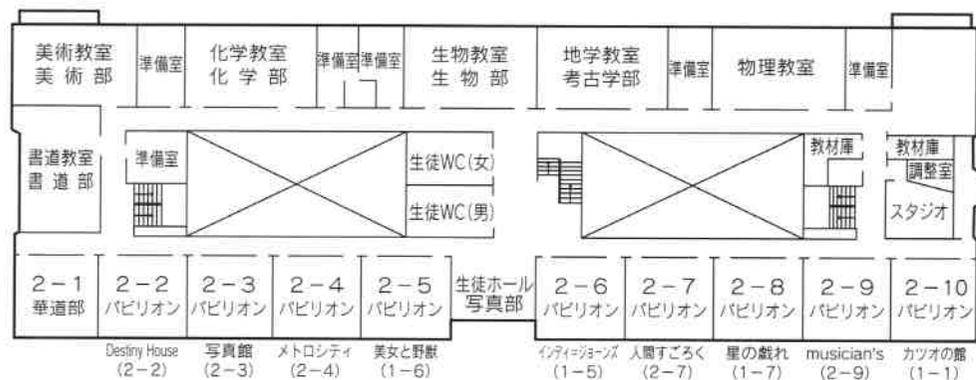 美術教室
美術部
準備室
化学教室
化学部
準備室
準備室
生物教室
生物部
地学教室
考古学部
準備室
物理教室
準備室
書道教室
書道部
準備室
生徒WC(女)
生徒WC(男)
教材庫
教材庫
調整室
スタジオ
2-1
華道部
2-2
パビリオン
2-3
パビリオン
2-4
パビリオン
2-5
パビリオン
生徒ホール
写真部
2-6
パビリオン
2-7
パビリオン
2-8
パビリオン
2-9
パビリオン
2-10
パビリオン
Destiny House
(2-2)
写真館
(2-3)
メトロシティ
(2-4)
美女と野獣
(1-6)
インディ=ジョーンズ
(1-5)
人間すごろく
(2-7)
星の戯れ
(1-7)
musician's
(2-9)
カツオの館
(1-1)